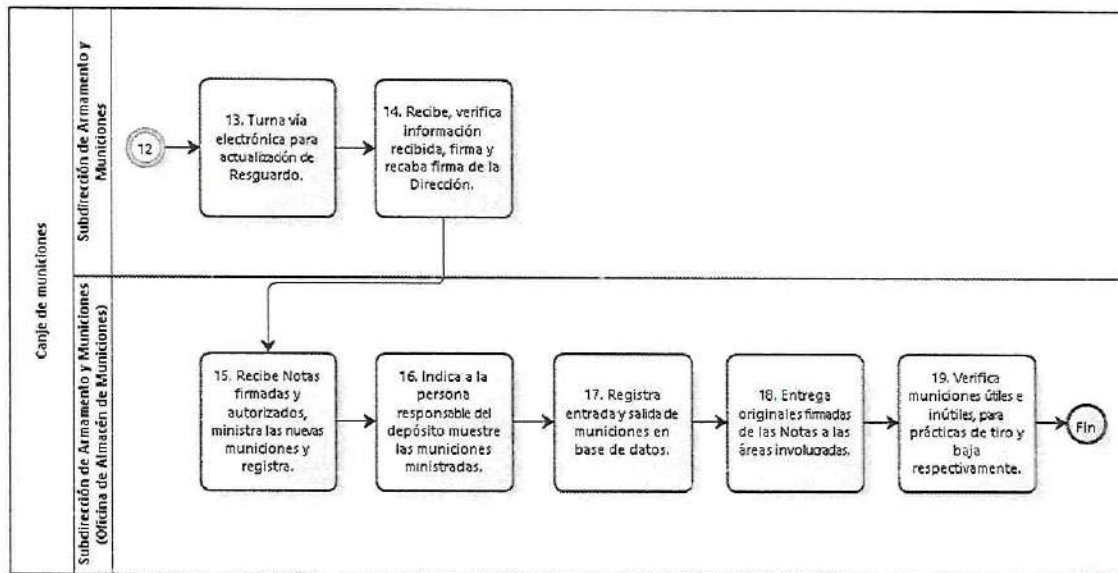 Canje de municiones
Subdirección de Armamento y
Municiones
12
13. Turna vía
electrónica para
actualización de
Resguardo.
14. Recibe, verifica
información
recibida, firma y
recaba firma de la
Dirección.
Subdirección de Armamento y Municiones
(Oficina de Almacén de Municiones)
15. Recibe Notas
firmadas y
autorizados,
ministra las nuevas
municiones y
registra.
16. Indica a la
persona
responsable del
depósito muestre
las municiones
ministradas.
17. Registra
entrada y salida de
municiones en
base de datos.
18. Entrega
originales firmadas
de las Notas a las
áreas involucradas.
19. Verifica
municiones útiles e
inútiles, para
prácticas de tiro y
baja
respectivamente.
Fin